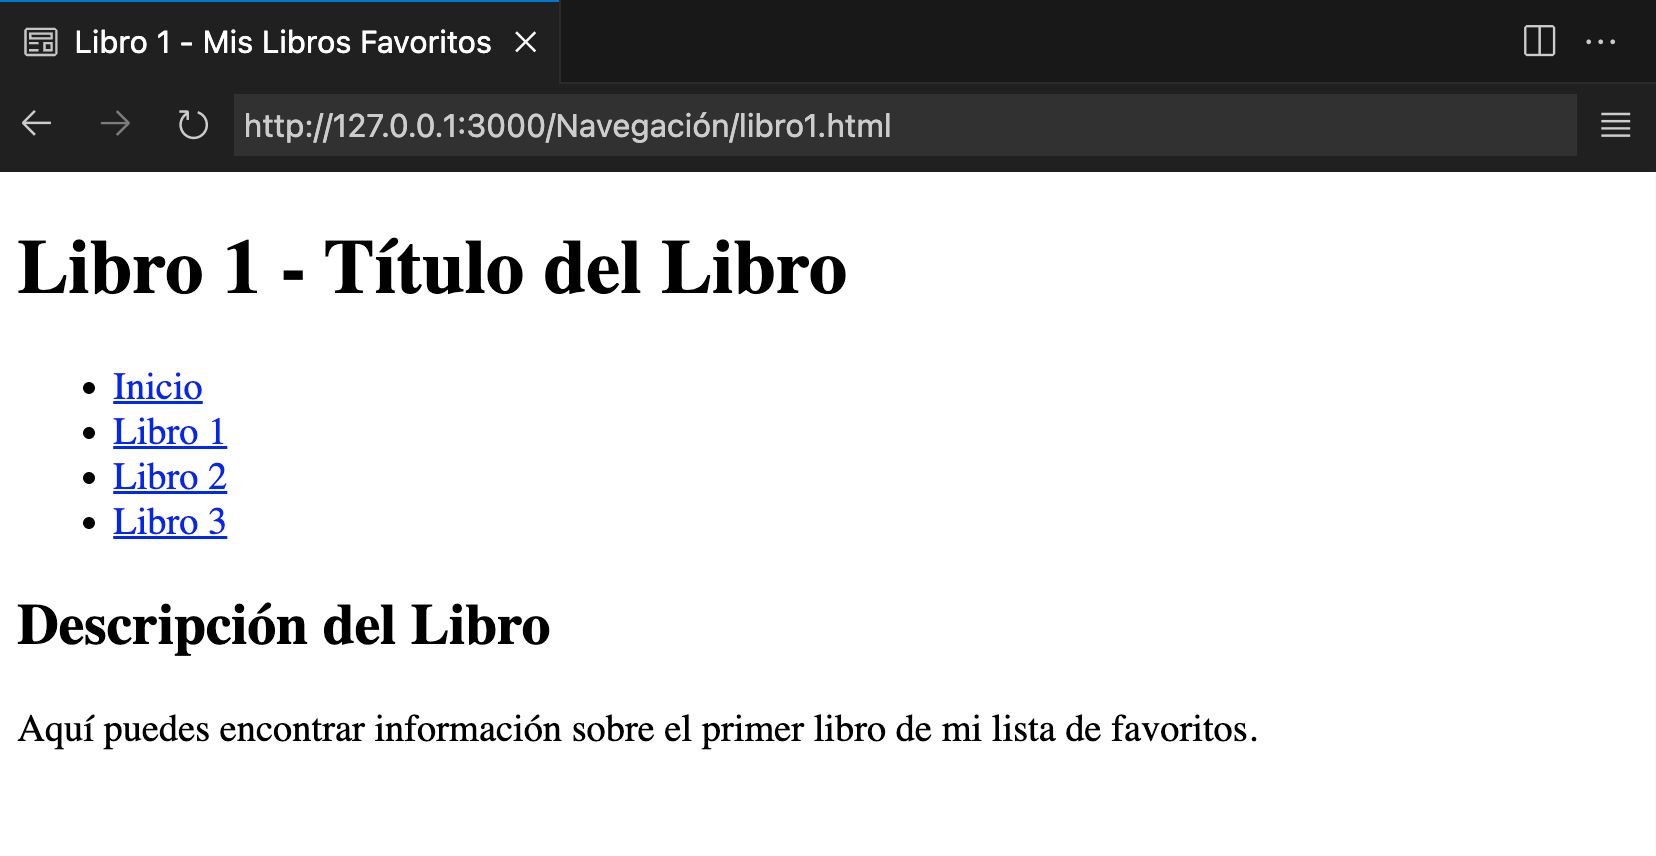 Libro 1 - Mis Libros Favoritos
http://127.0.0.1:3000/Navegación/libro1.html
Libro 1 - Título del Libro
Inicio
Libro 1
Libro 2
Libro 3
Descripción del Libro
Aquí puedes encontrar información sobre el primer libro de mi lista de favoritos.